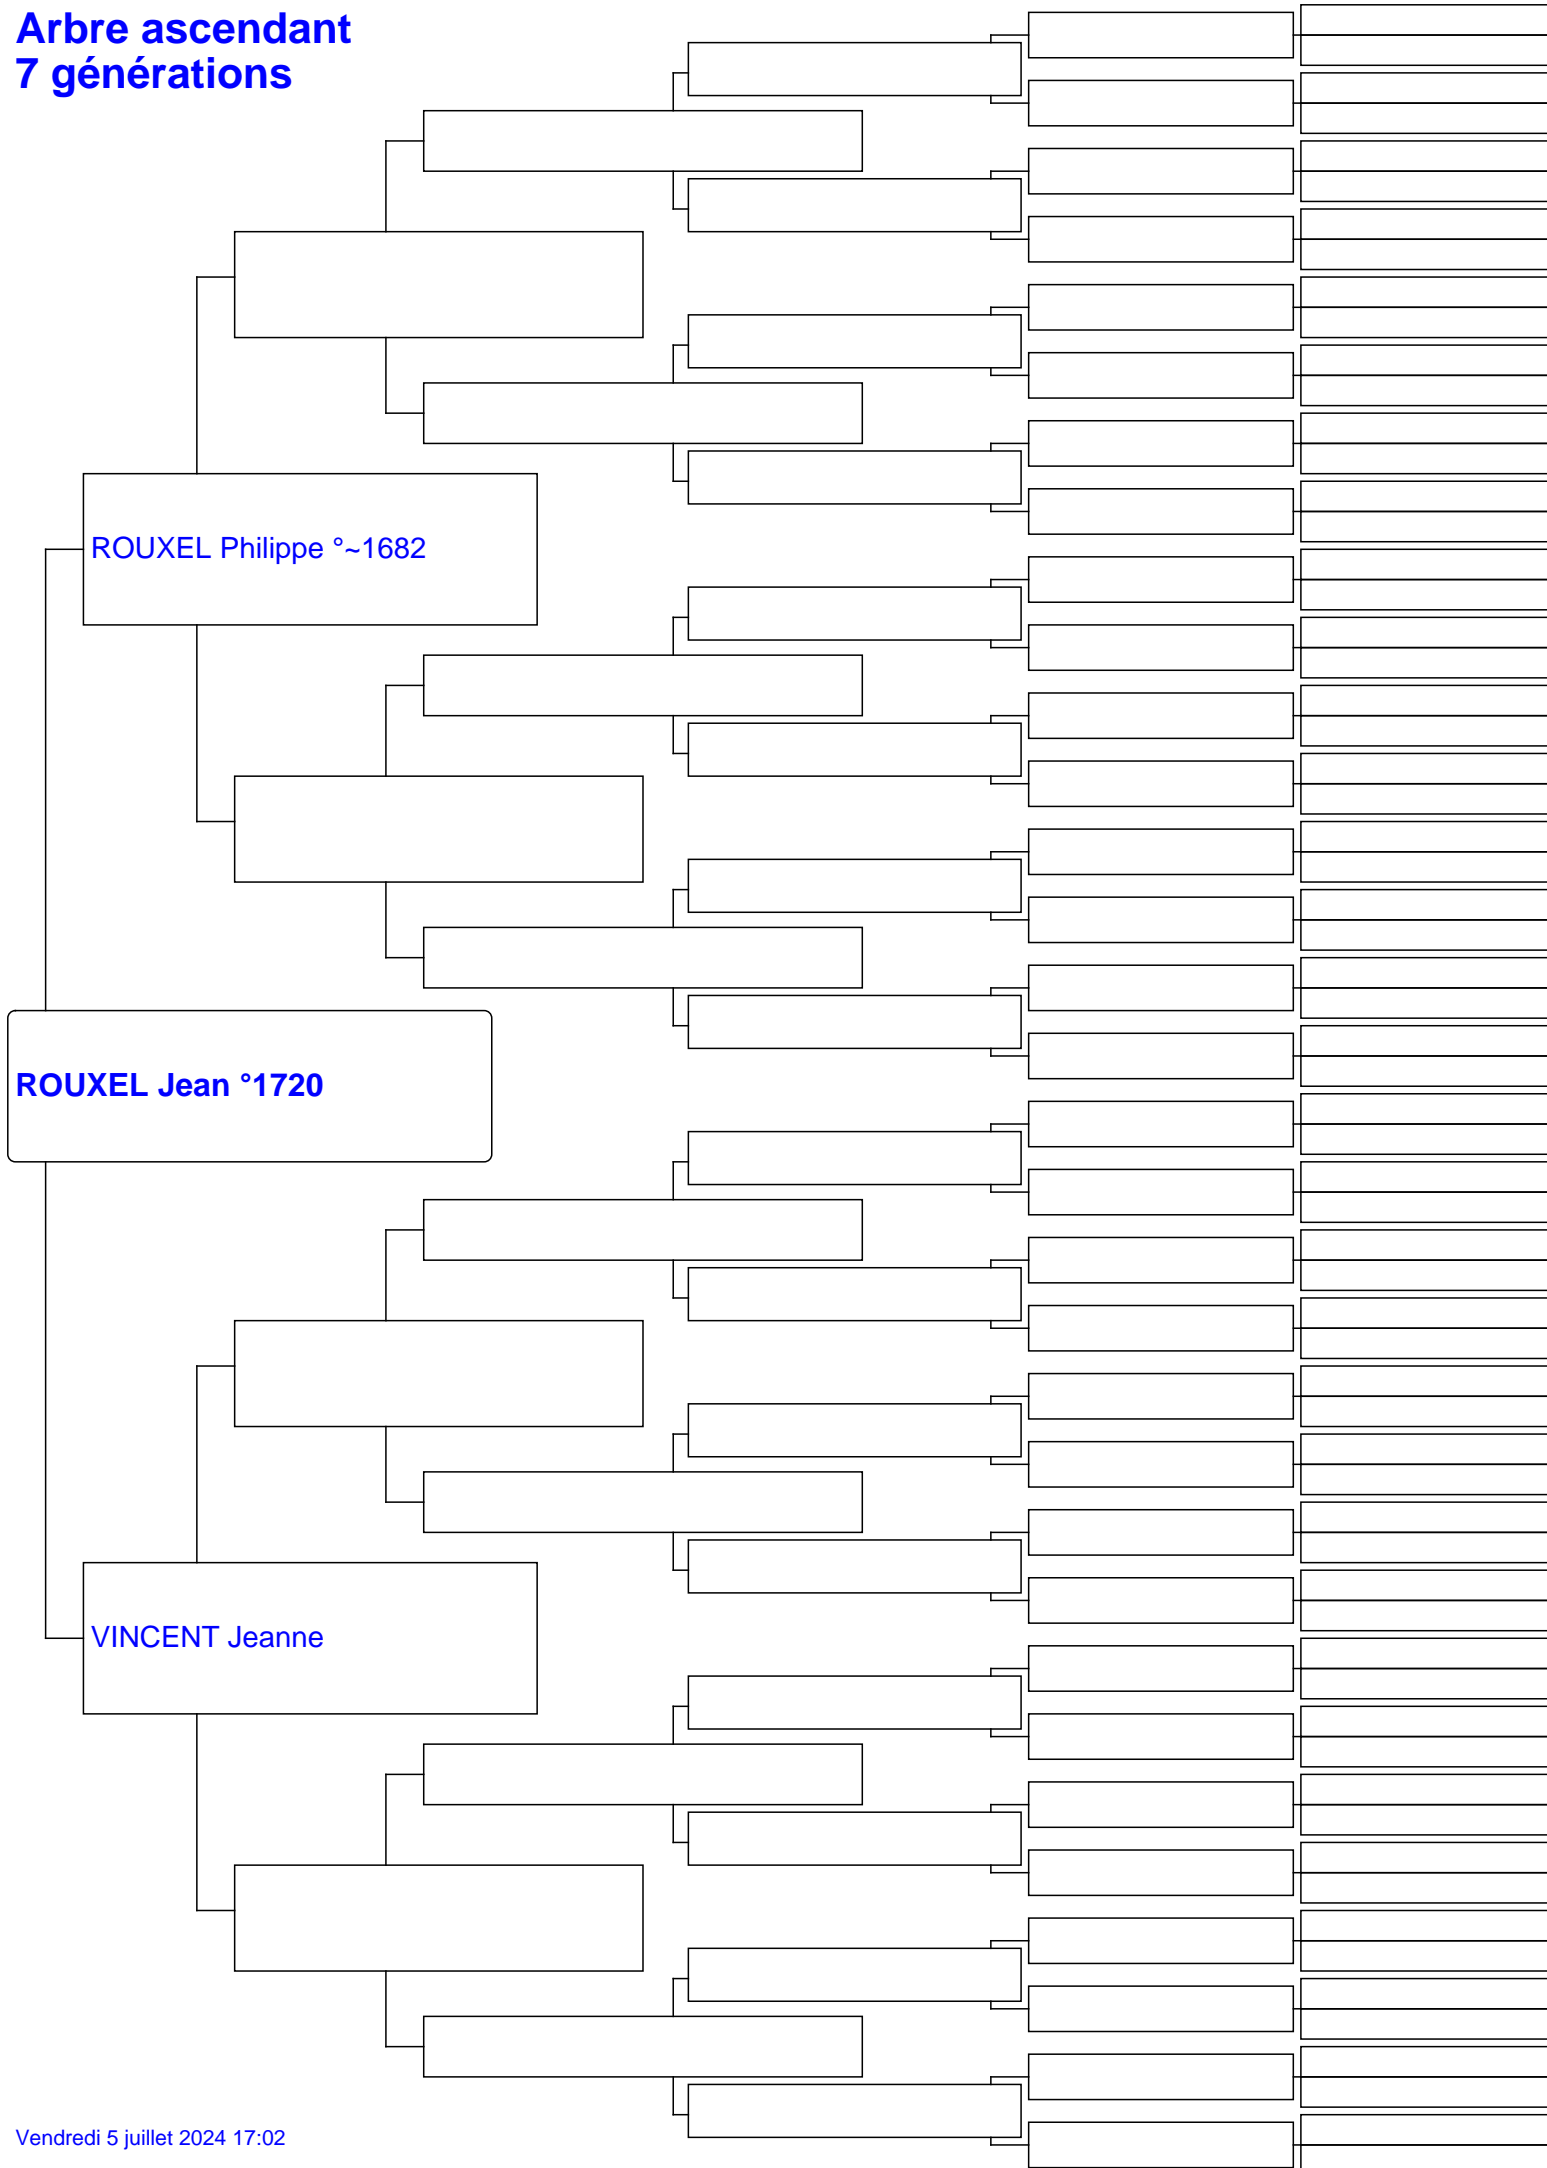 Arbre ascendant
7 générations
ROUXEL Philippe °~1682
ROUXEL Jean °1720
VINCENT Jeanne
Vendredi 5 juillet 2024 17:02